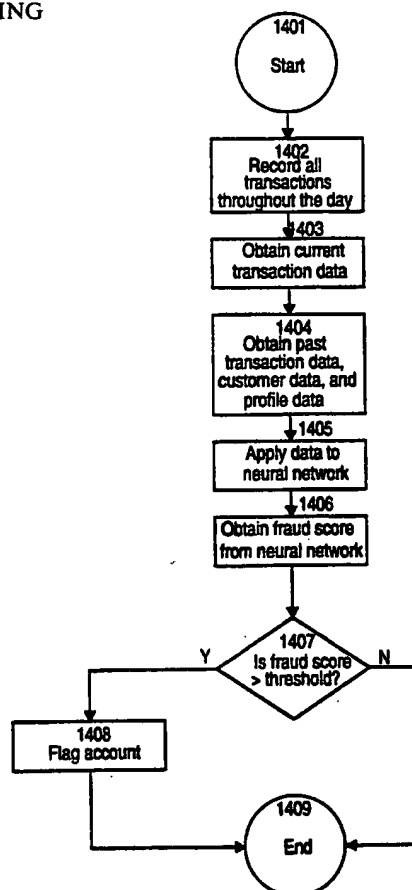 ING
1401
Start
1402
Record all
transactions
throughout the day
1403
Obtain current
transaction data
1404
Obtain past
transaction data,
customer data, and
profile data
1405
Apply data to
neural network
1406
Obtain fraud score
from neural network
1407
Is fraud score
> threshold?
Y
N
1408
Flag account
1409
End